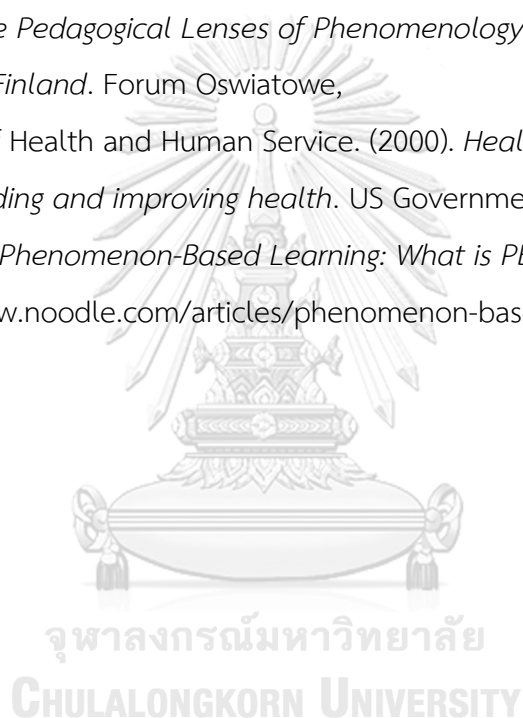 e Pedagogical Lenses of Phenomenology
Finland. Forum Oswiatowe,
f Health and Human Service. (2000). Heal
ding and improving health. US Governme
Phenomenon-Based Learning: What is P
w.noodle.com/articles/phenomenon-bas
จุฬาลงกรณ์มหาวิทยาลัย
CHULALONGKORN UNIVERSITY